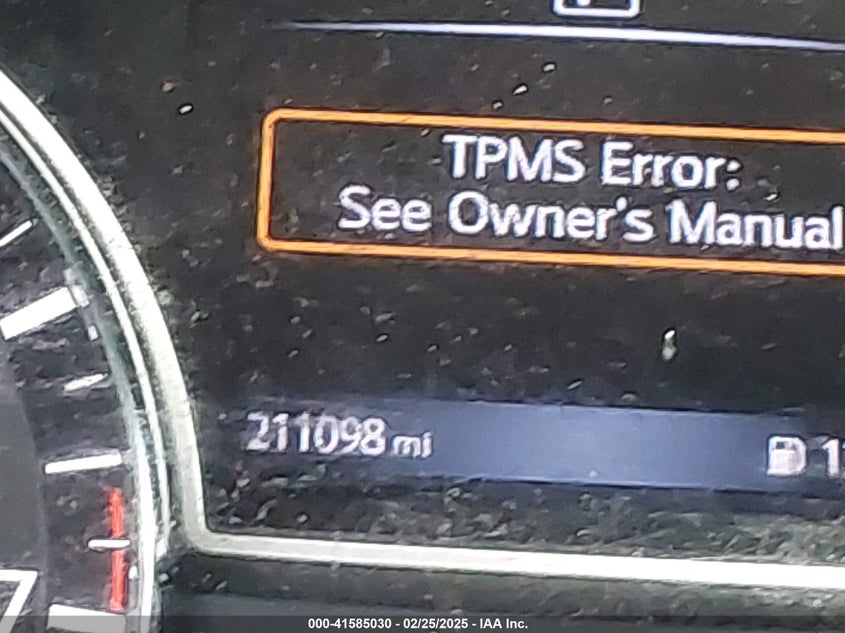 TPMS Error:
See Owner's Manual
211098 mi
000-41585030 - 02/25/2025 - IAA Inc.